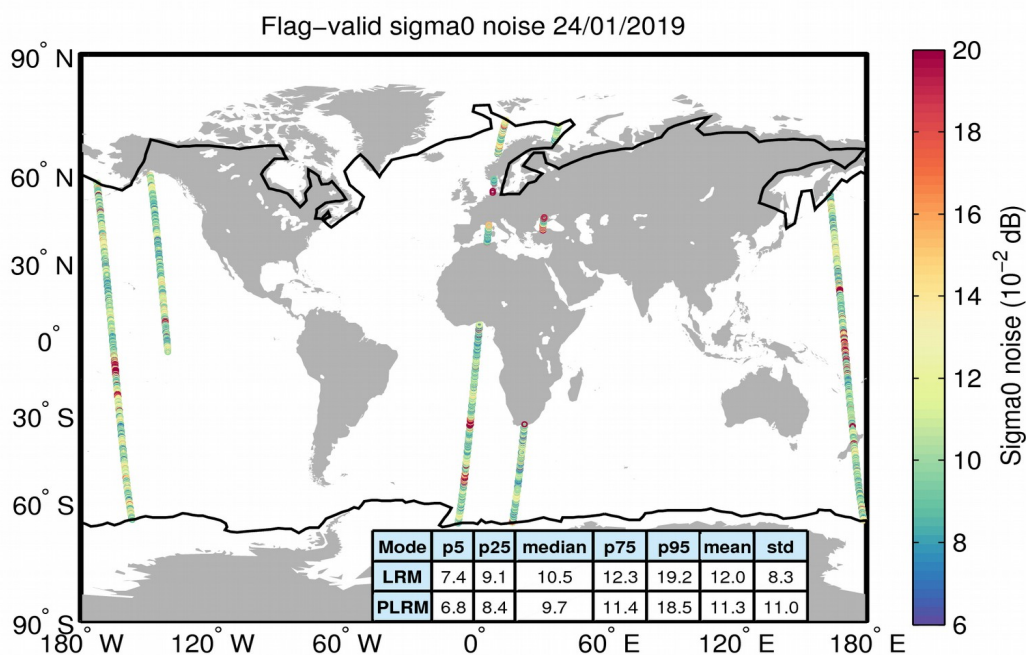 Flag−valid sigma0 noise 24/01/2019
90° N
60° N
30° N
0°
30° S
60° S
90° S
180° W
120° W
60° W
0°
60° E
120° E
180° E
Mode p5 p25 median p75 p95 mean std
LRM 7.4 9.1 10.5 12.3 19.2 12.0 8.3
PLRM 6.8 8.4 9.7 11.4 18.5 11.3 11.0
20
18
16
14
12
10
8
6
Sigma0 noise (10⁻² dB)